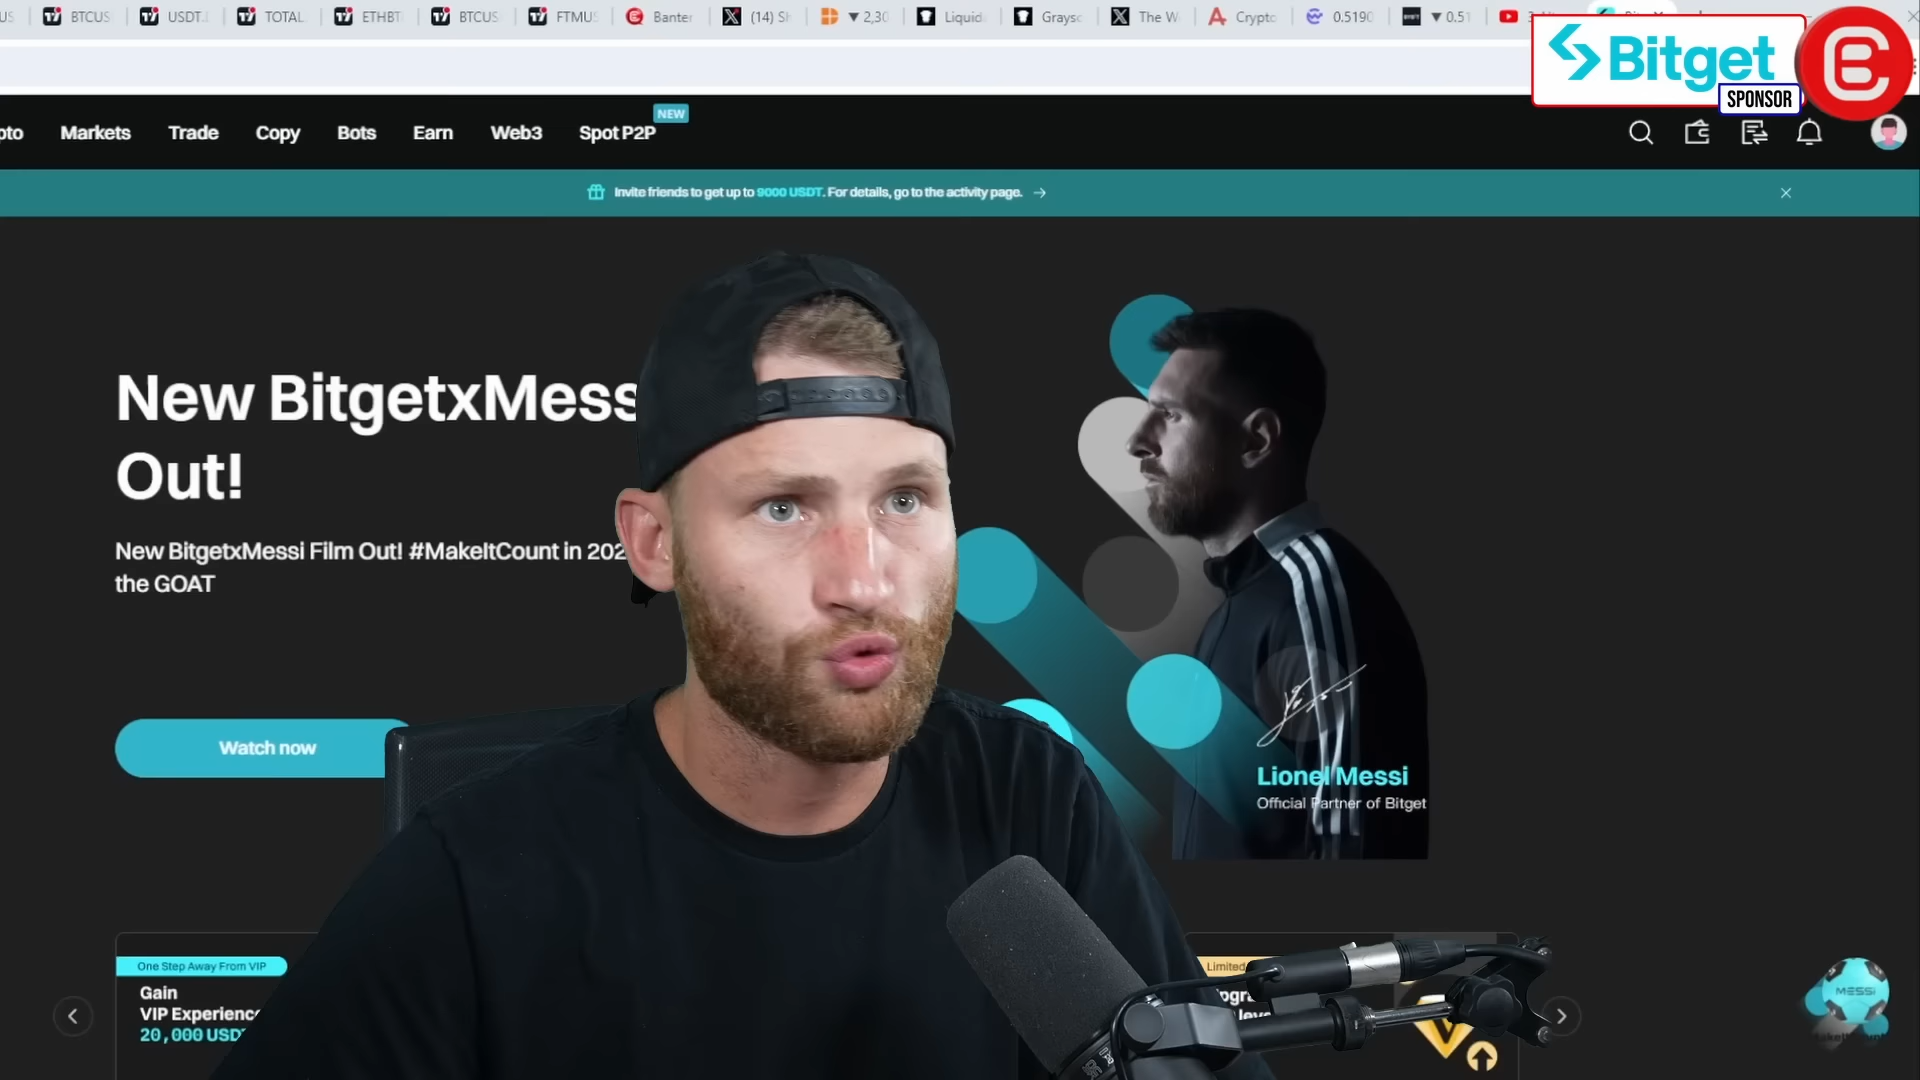 BTCUS
USDT.
TOTAL
ETHBT
BTCUS
FTMUS
Banter
(14) S
2,30
Liquid
Graysc
The W
Crypto
0.5190
0.51
Bitget
SPONSOR
pto
Markets
Trade
Copy
Bots
Earn
Web3
Spot P2P
NEW
Invite friends to get up to 9000 USDT. For details, go to the activity page.
New BitgetxMess
Out!
New BitgetxMessi Film Out! #MakeItCount in 202
the GOAT
Watch now
Lionel Messi
Official Partner of Bitget
One Step Away From VIP
Gain
VIP Experience
20,000 USDT
Limited
MESSI